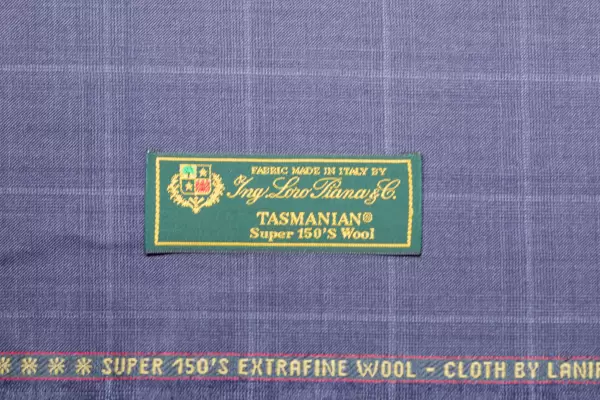 FABRIC MADE IN ITALY BY
Ing. Loro Piana & C.
TASMANIAN®
Super 150'S Wool
SUPER 150'S EXTRAFINE WOOL - CLOTH BY LANIF